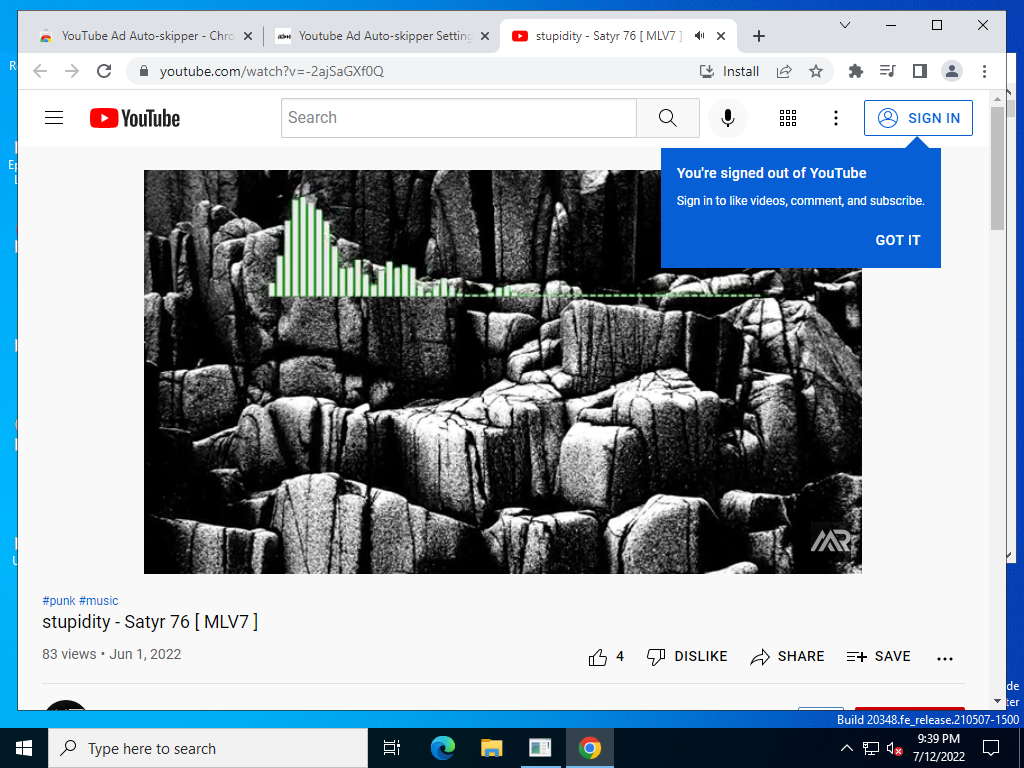 YouTube Ad Auto-skipper - Chro
Youtube Ad Auto-skipper Setting
stupidity - Satyr 76 [ MLV7 ]
youtube.com/watch?v=-2ajSaGXf0Q
Install
YouTube
Search
SIGN IN
You're signed out of YouTube
Sign in to like videos, comment, and subscribe.
GOT IT
#punk #music
stupidity - Satyr 76 [ MLV7 ]
83 views • Jun 1, 2022
4
DISLIKE
SHARE
SAVE
Build 20348.fe_release.210507-1500
Type here to search
9:39 PM
7/12/2022